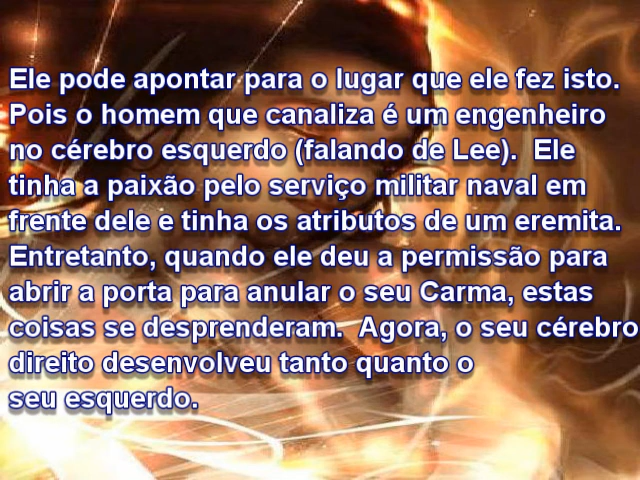 Ele pode apontar para o lugar que ele fez isto.
Pois o homem que canaliza é um engenheiro
no cérebro esquerdo (falando de Lee).  Ele
tinha a paixão pelo serviço militar naval em
frente dele e tinha os atributos de um eremita.
Entretanto, quando ele deu a permissão para
abrir a porta para anular o seu Carma, estas
coisas se desprenderam.  Agora, o seu cérebro
direito desenvolveu tanto quanto o
seu esquerdo.